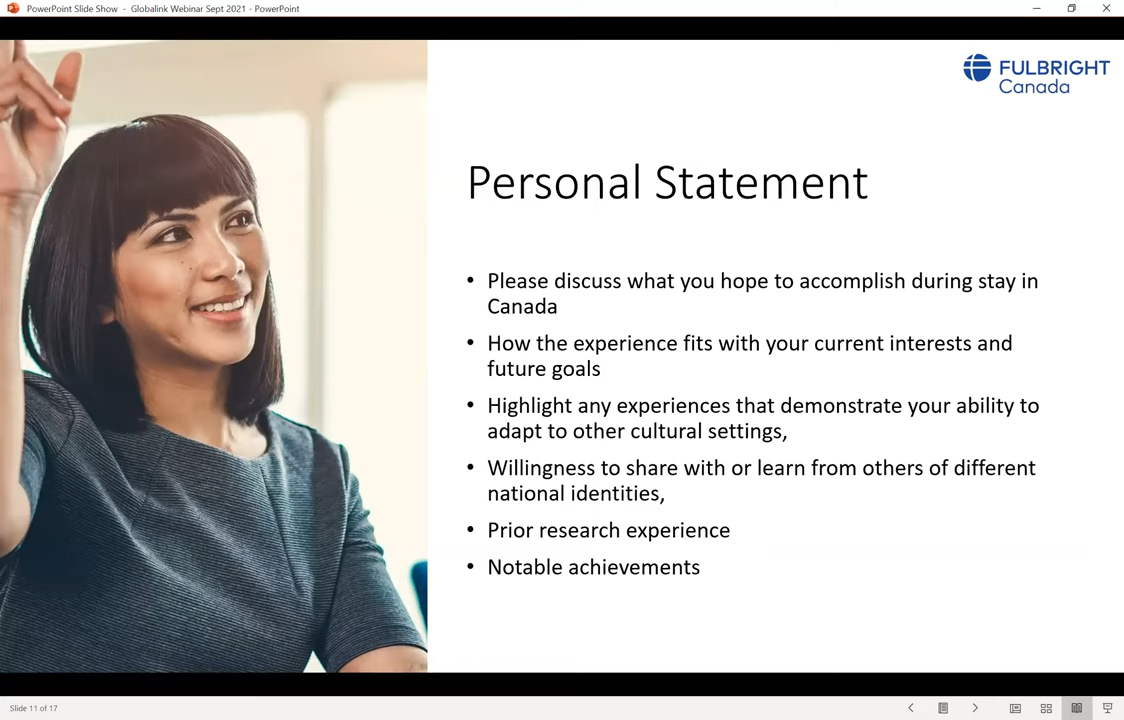 PowerPoint Slide Show - Globalink Webinar Sept 2021 - PowerPoint
FULBRIGHT
Canada
Personal Statement
• Please discuss what you hope to accomplish during stay in
Canada
• How the experience fits with your current interests and
future goals
• Highlight any experiences that demonstrate your ability to
adapt to other cultural settings,
• Willingness to share with or learn from others of different
national identities,
• Prior research experience
• Notable achievements
Slide 11 of 17